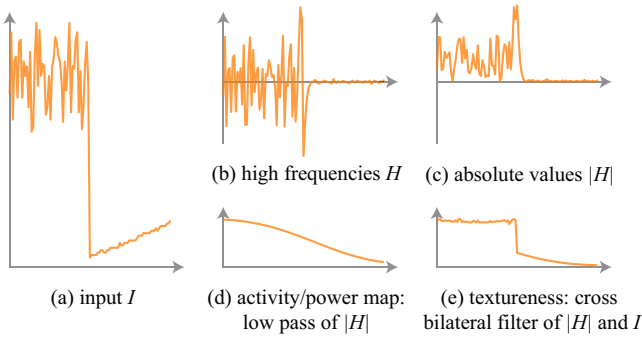 (b) high frequencies H
(c) absolute values |H|
(a) input I
(d) activity/power map:
low pass of |H|
(e) textureness: cross
bilateral filter of |H| and I